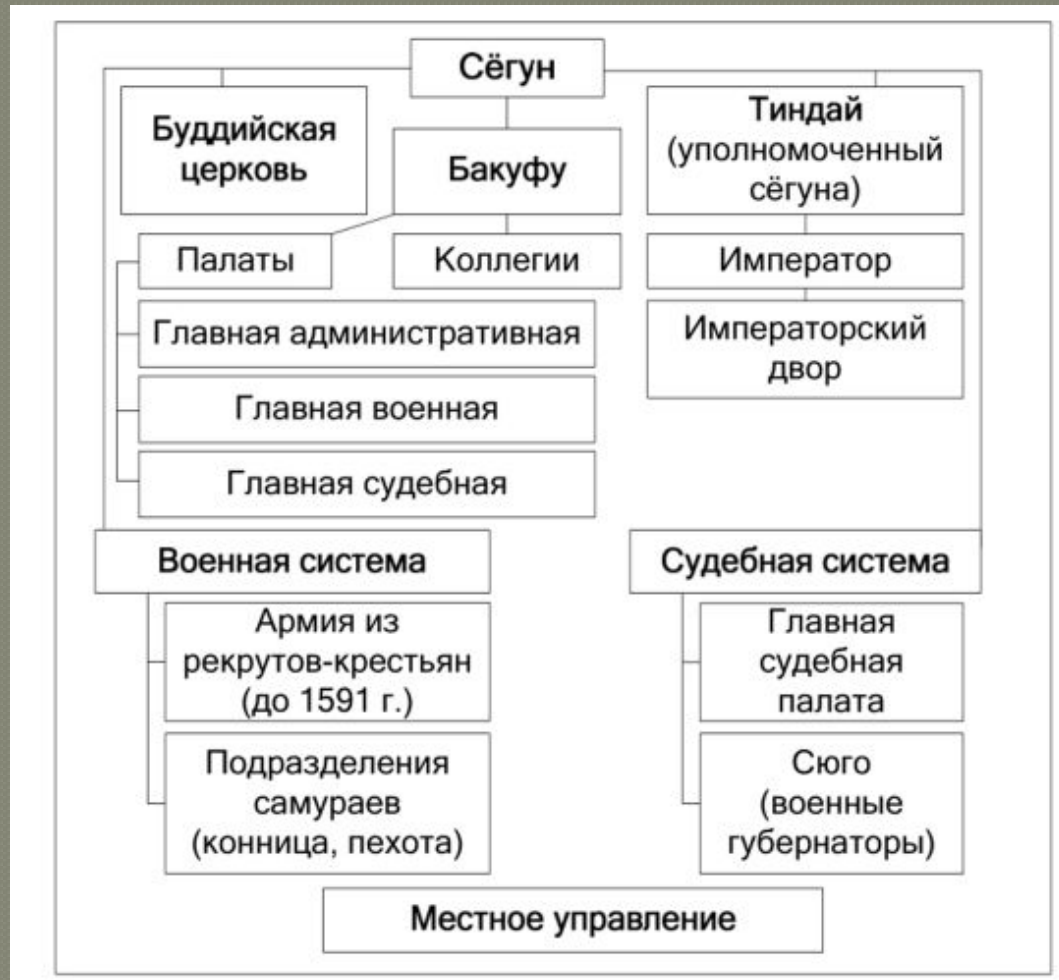 Сёгун
Буддийская
церковь
Бакуфу
Тиндай
(уполномоченный
сёгуна)
Палаты
Коллегии
Император
Главная административная
Императорский
двор
Главная военная
Главная судебная
Военная система
Судебная система
Армия из
рекрутов-крестьян
(до 1591 г.)
Главная
судебная
палата
Подразделения
самураев
(конница, пехота)
Сюго
(военные
губернаторы)
Местное управление